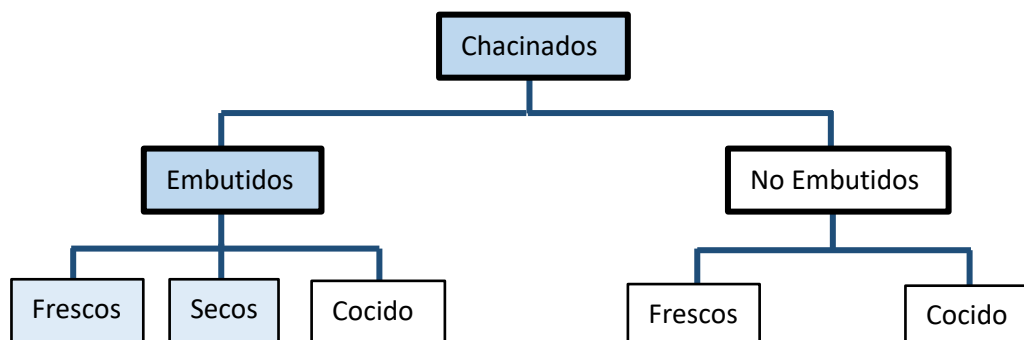 Chacinados
Embutidos
No Embutidos
Frescos
Secos
Cocido
Frescos
Cocido